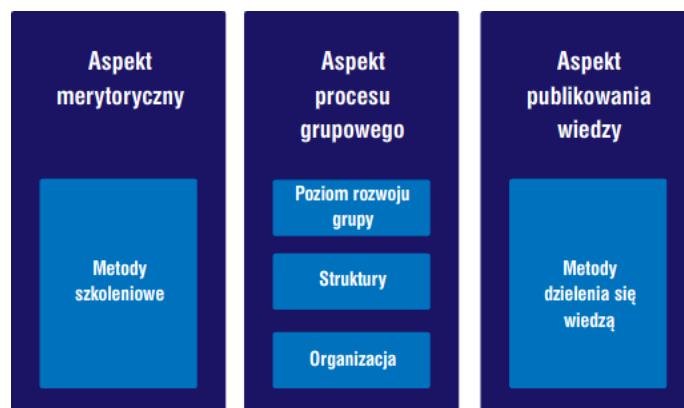 Aspekt
merytoryczny
Metody
szkoleniowe
Aspekt
procesu
grupowego
Poziom rozwoju
grupy
Struktury
Organizacja
Aspekt
publikowania
wiedzy
Metody
dzielenia się
wiedzą